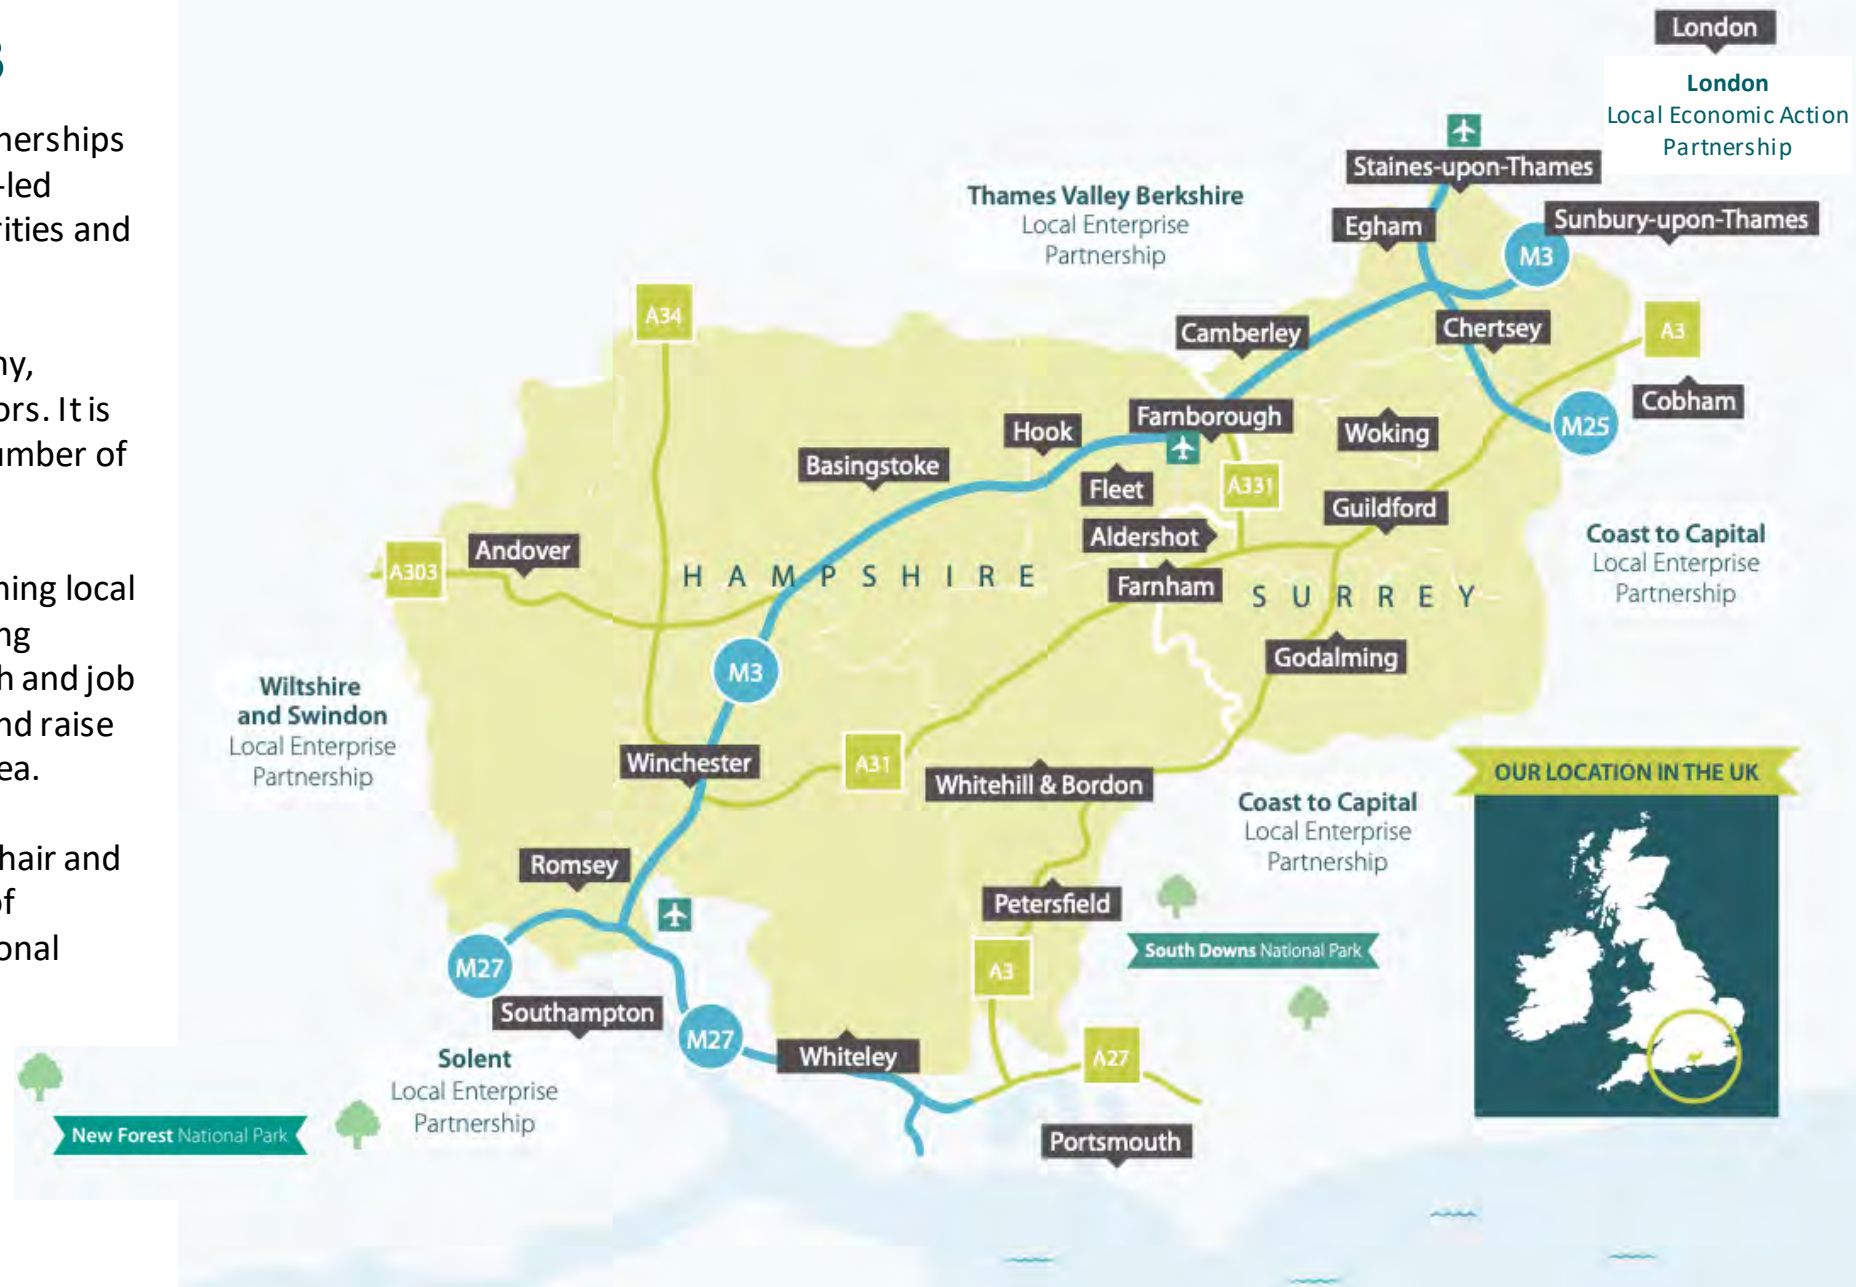 nerships
-led
rities and
ny,
ors. It is
umber of
ning local
ng
h and job
nd raise
ea.
hair and
of
onal
London
London
Local Economic Action
Partnership
Staines-upon-Thames
Thames Valley Berkshire
Local Enterprise
Partnership
Egham
Sunbury-upon-Thames
M3
A34
Camberley
Chertsey
A3
Cobham
Farnborough
Hook
Woking
M25
Basingstoke
Fleet
A331
Guildford
Aldershot
Coast to Capital
Local Enterprise
Partnership
Andover
A303
HAMPSHIRE
Farnham
SURREY
Godalming
M3
Wiltshire
and Swindon
Local Enterprise
Partnership
Winchester
A31
Whitehill & Bordon
OUR LOCATION IN THE UK
Coast to Capital
Local Enterprise
Partnership
Romsey
Petersfield
South Downs National Park
M27
A3
Southampton
M27
Whiteley
A27
Solent
Local Enterprise
Partnership
New Forest National Park
Portsmouth